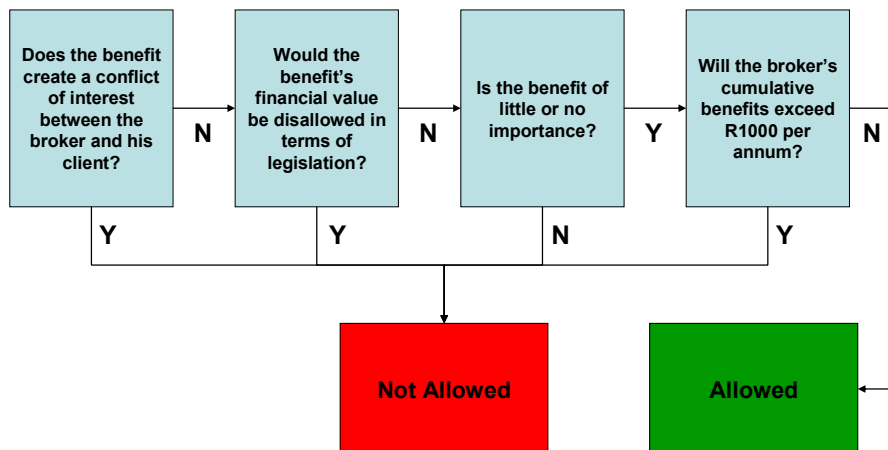 Does the benefit
create a conflict
of interest
between the
broker and his
client?
N
Would the
benefit's
financial value
be disallowed in
terms of
legislation?
N
Is the benefit of
little or no
importance?
Y
Will the broker's
cumulative
benefits exceed
R1000 per
annum?
N
Y
Y
N
Y
Not Allowed
Allowed